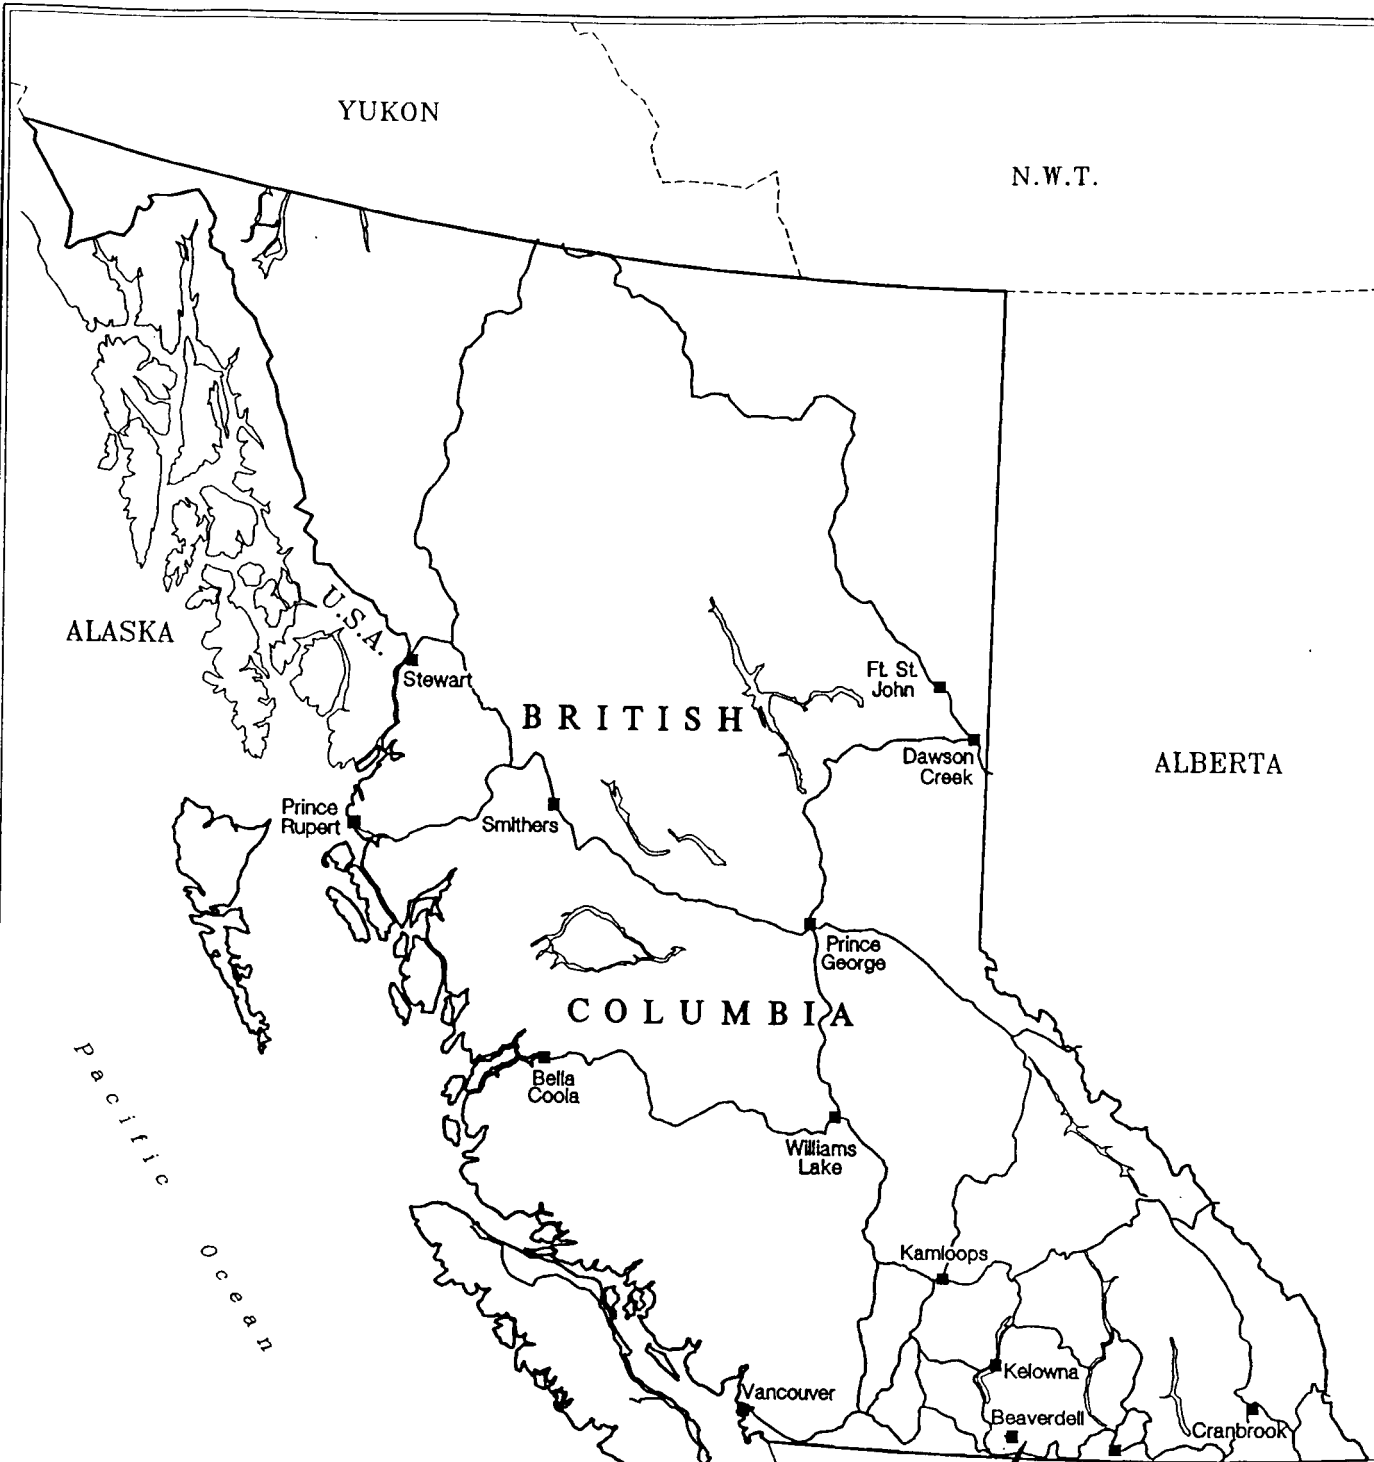 YUKON
N.W.T.
ALASKA
U.S.A.
Stewart
Ft. St.
John
BRITISH
Dawson
Creek
ALBERTA
Prince
Rupert
Smithers
Prince
George
COLUMBIA
Pacific
Ocean
Bella
Coola
Williams
Lake
Kamloops
Kelowna
Vancouver
Beaverdell
Cranbrook